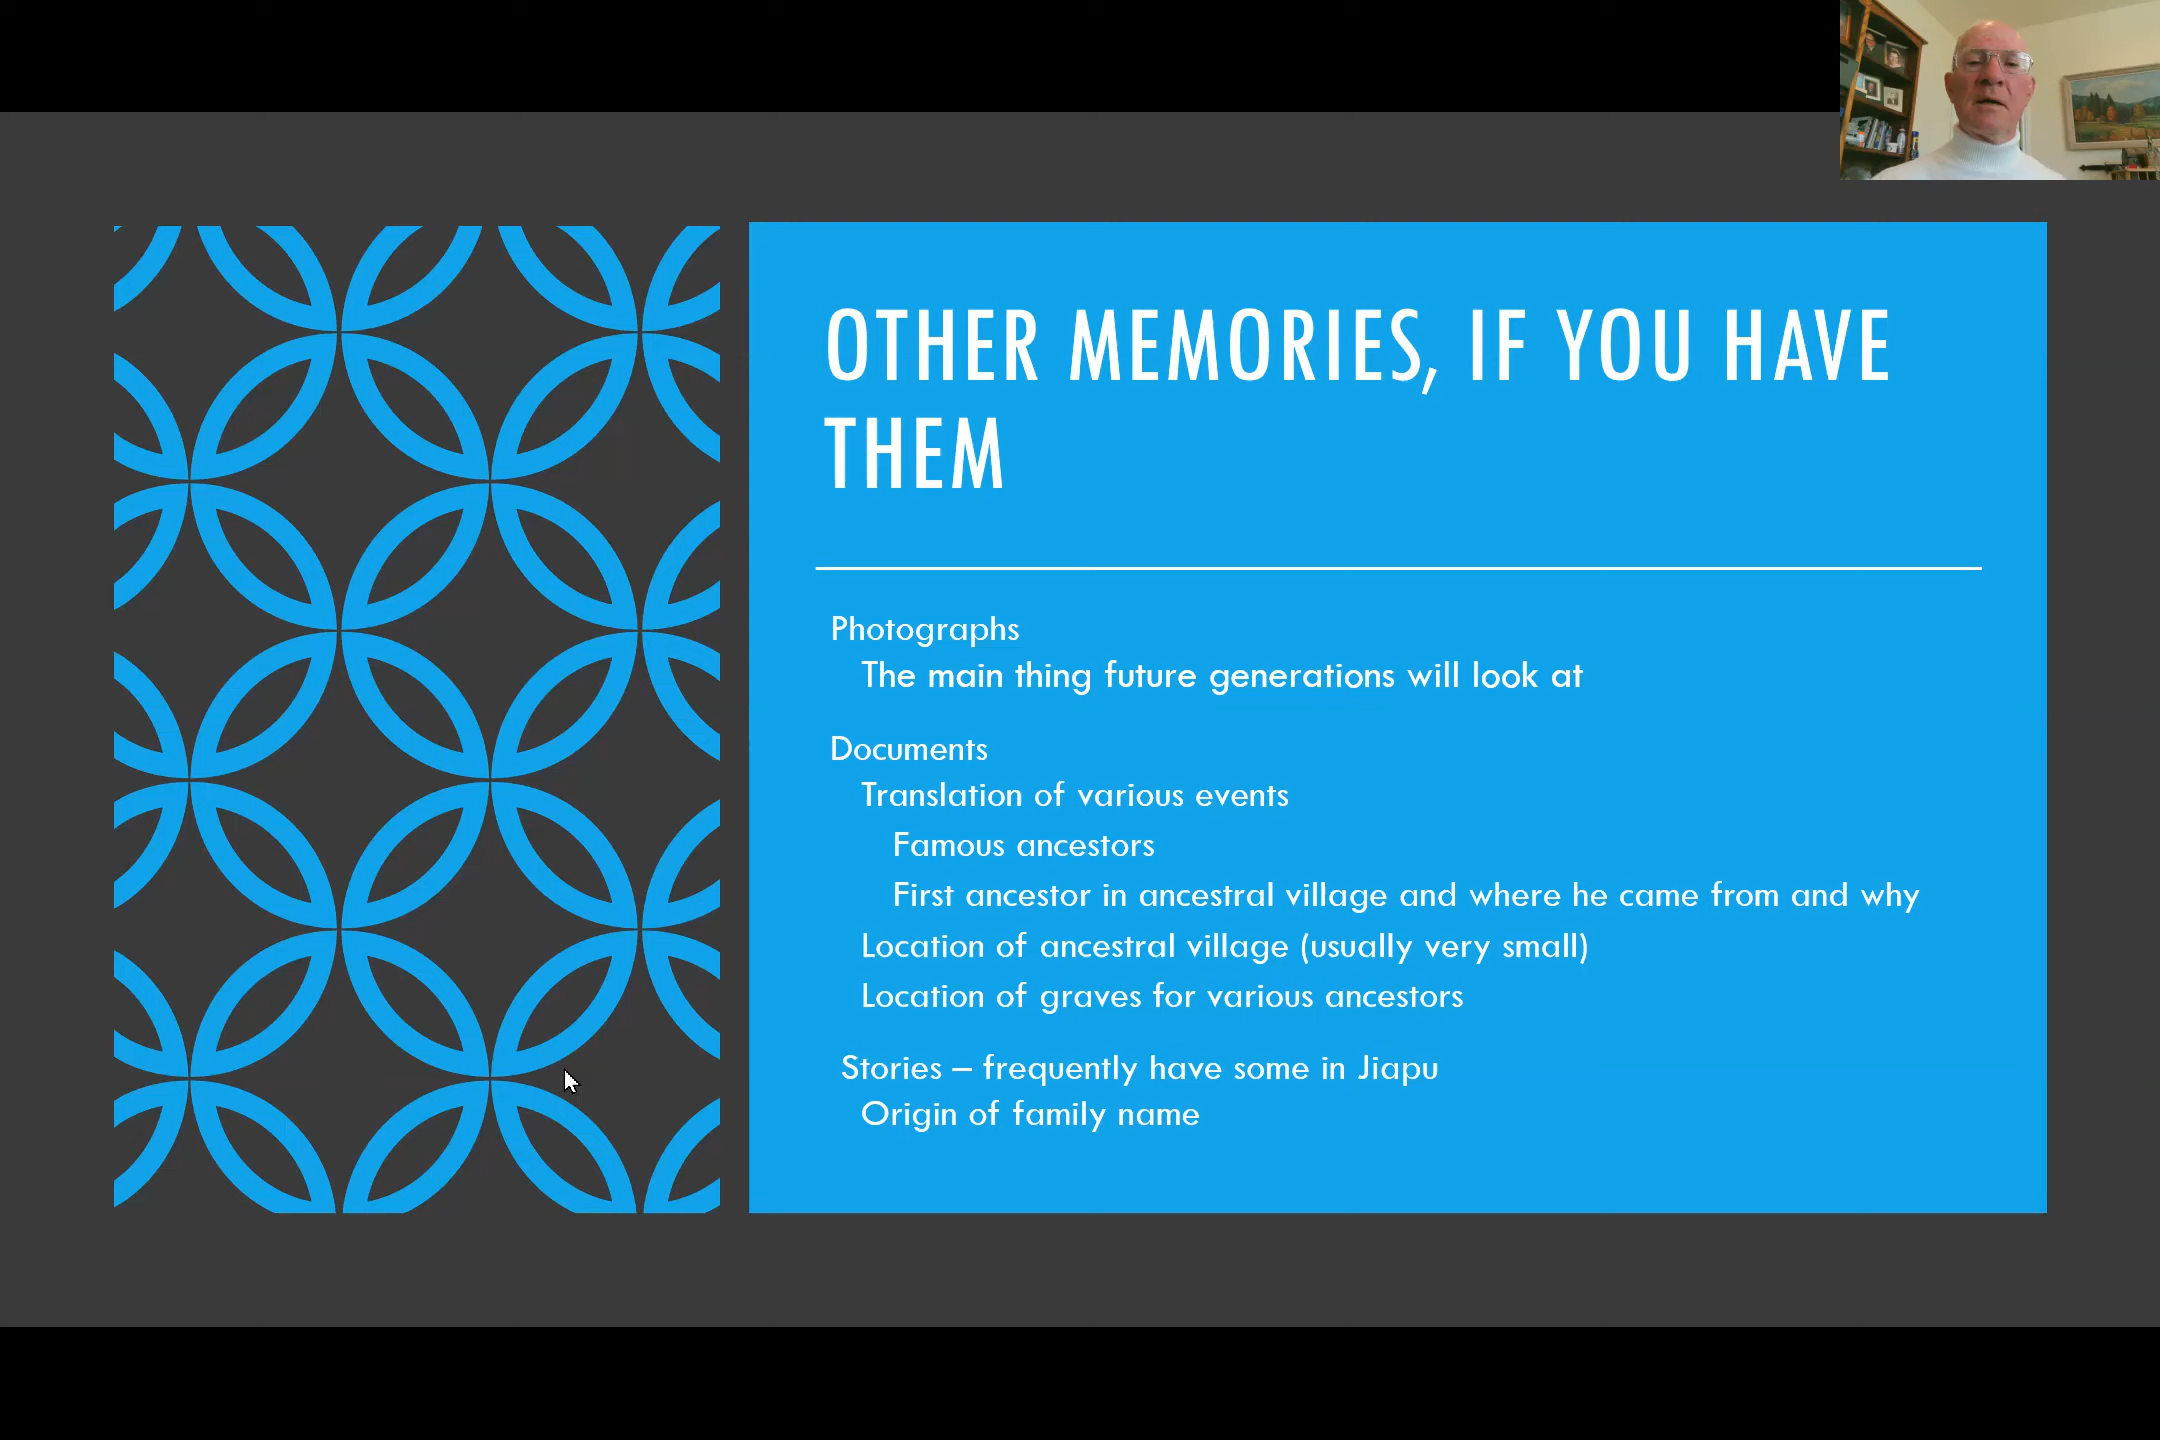 OTHER MEMORIES, IF YOU HAVE
THEM
Photographs
The main thing future generations will look at
Documents
Translation of various events
Famous ancestors
First ancestor in ancestral village and where he came from and why
Location of ancestral village (usually very small)
Location of graves for various ancestors
Stories – frequently have some in Jiapu
Origin of family name